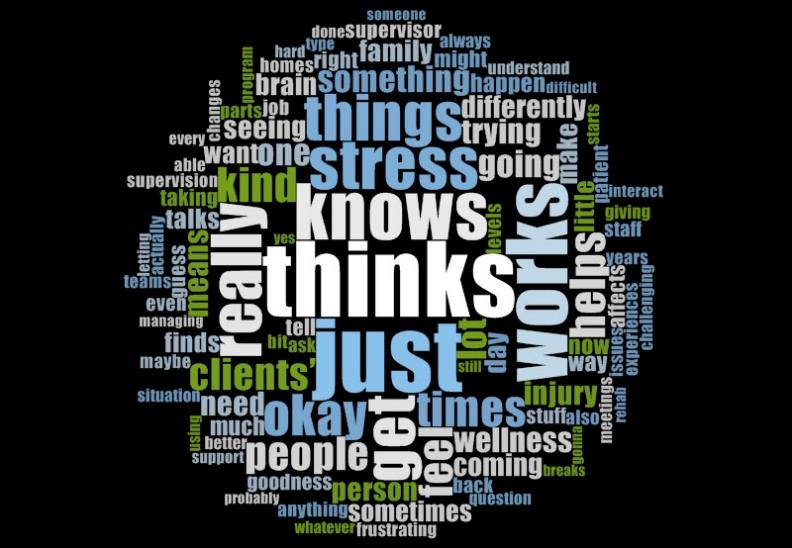 someone
done supervisor
type always
hard right family might
homes understand
program brain something happen difficult
changes parts job things differently
seeing trying starts
every want one stress going make
able patient
supervision kind interact
taking knows works little giving
talks levels staff
letting actually yes
guess means really thinks helps years
teams affects
even experiences challenging
managing tell
finds bit ask just lot day now
maybe still way issues
clients'
situation need okay get times injury
stuff also meetings rehab
much
using better people feel wellness gonna
support coming breaks
goodness person back
probably question
anything sometimes
whatever frustrating